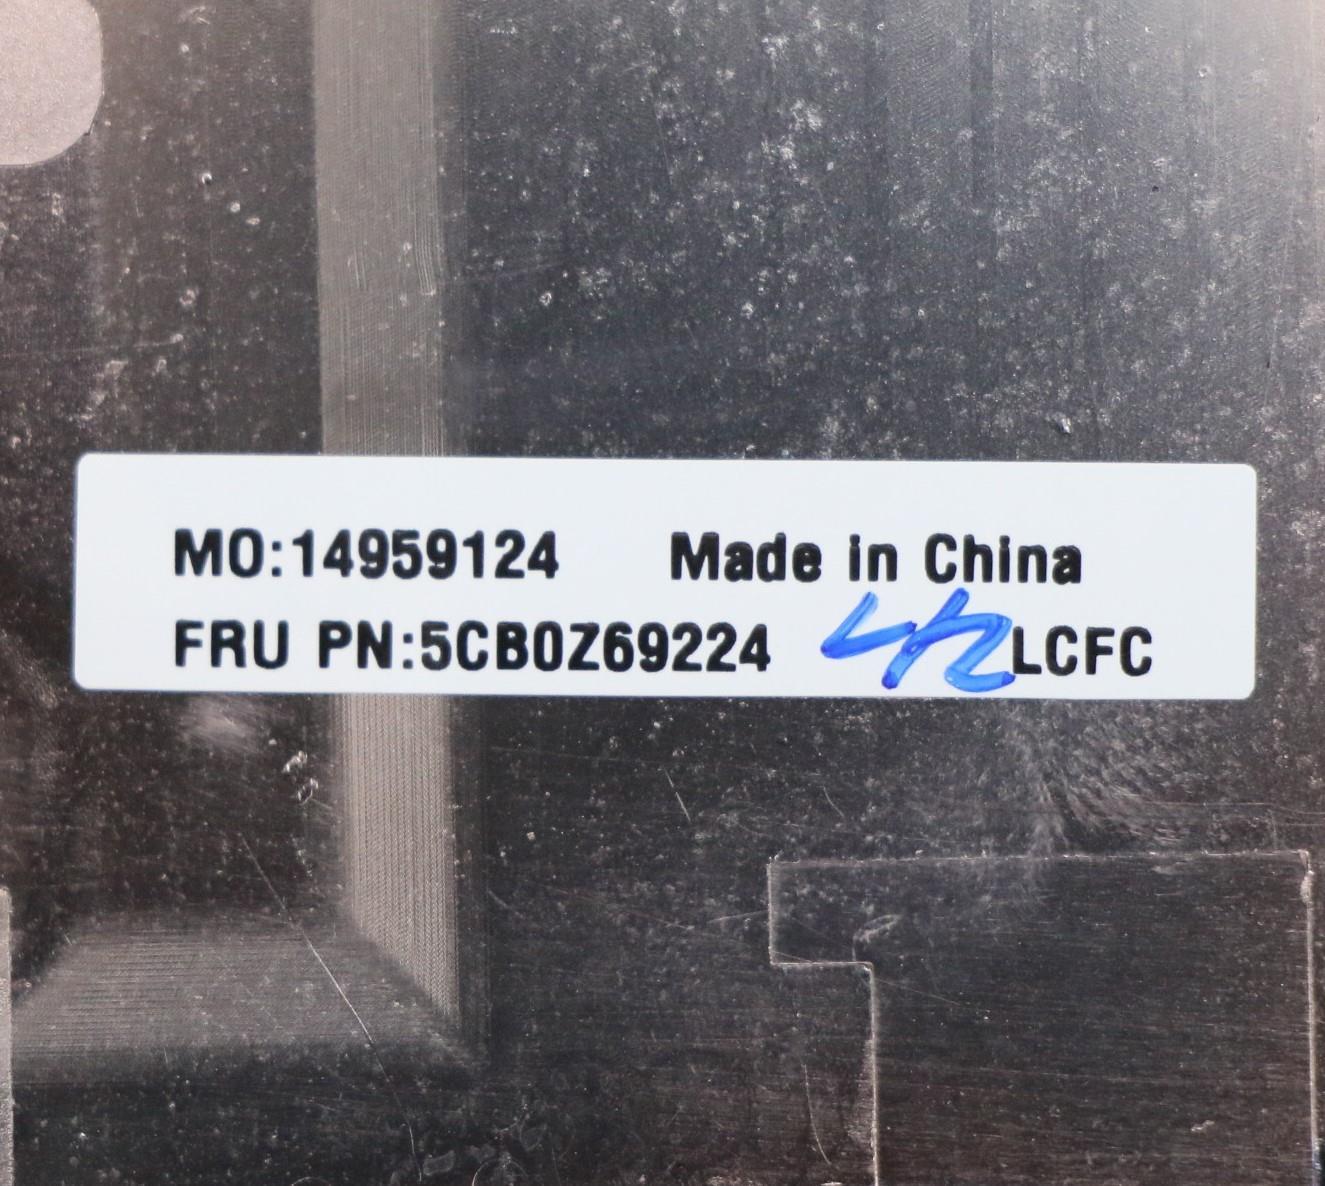 MO:14959124 Made in China
FRU PN:5CB0Z69224 LCFC